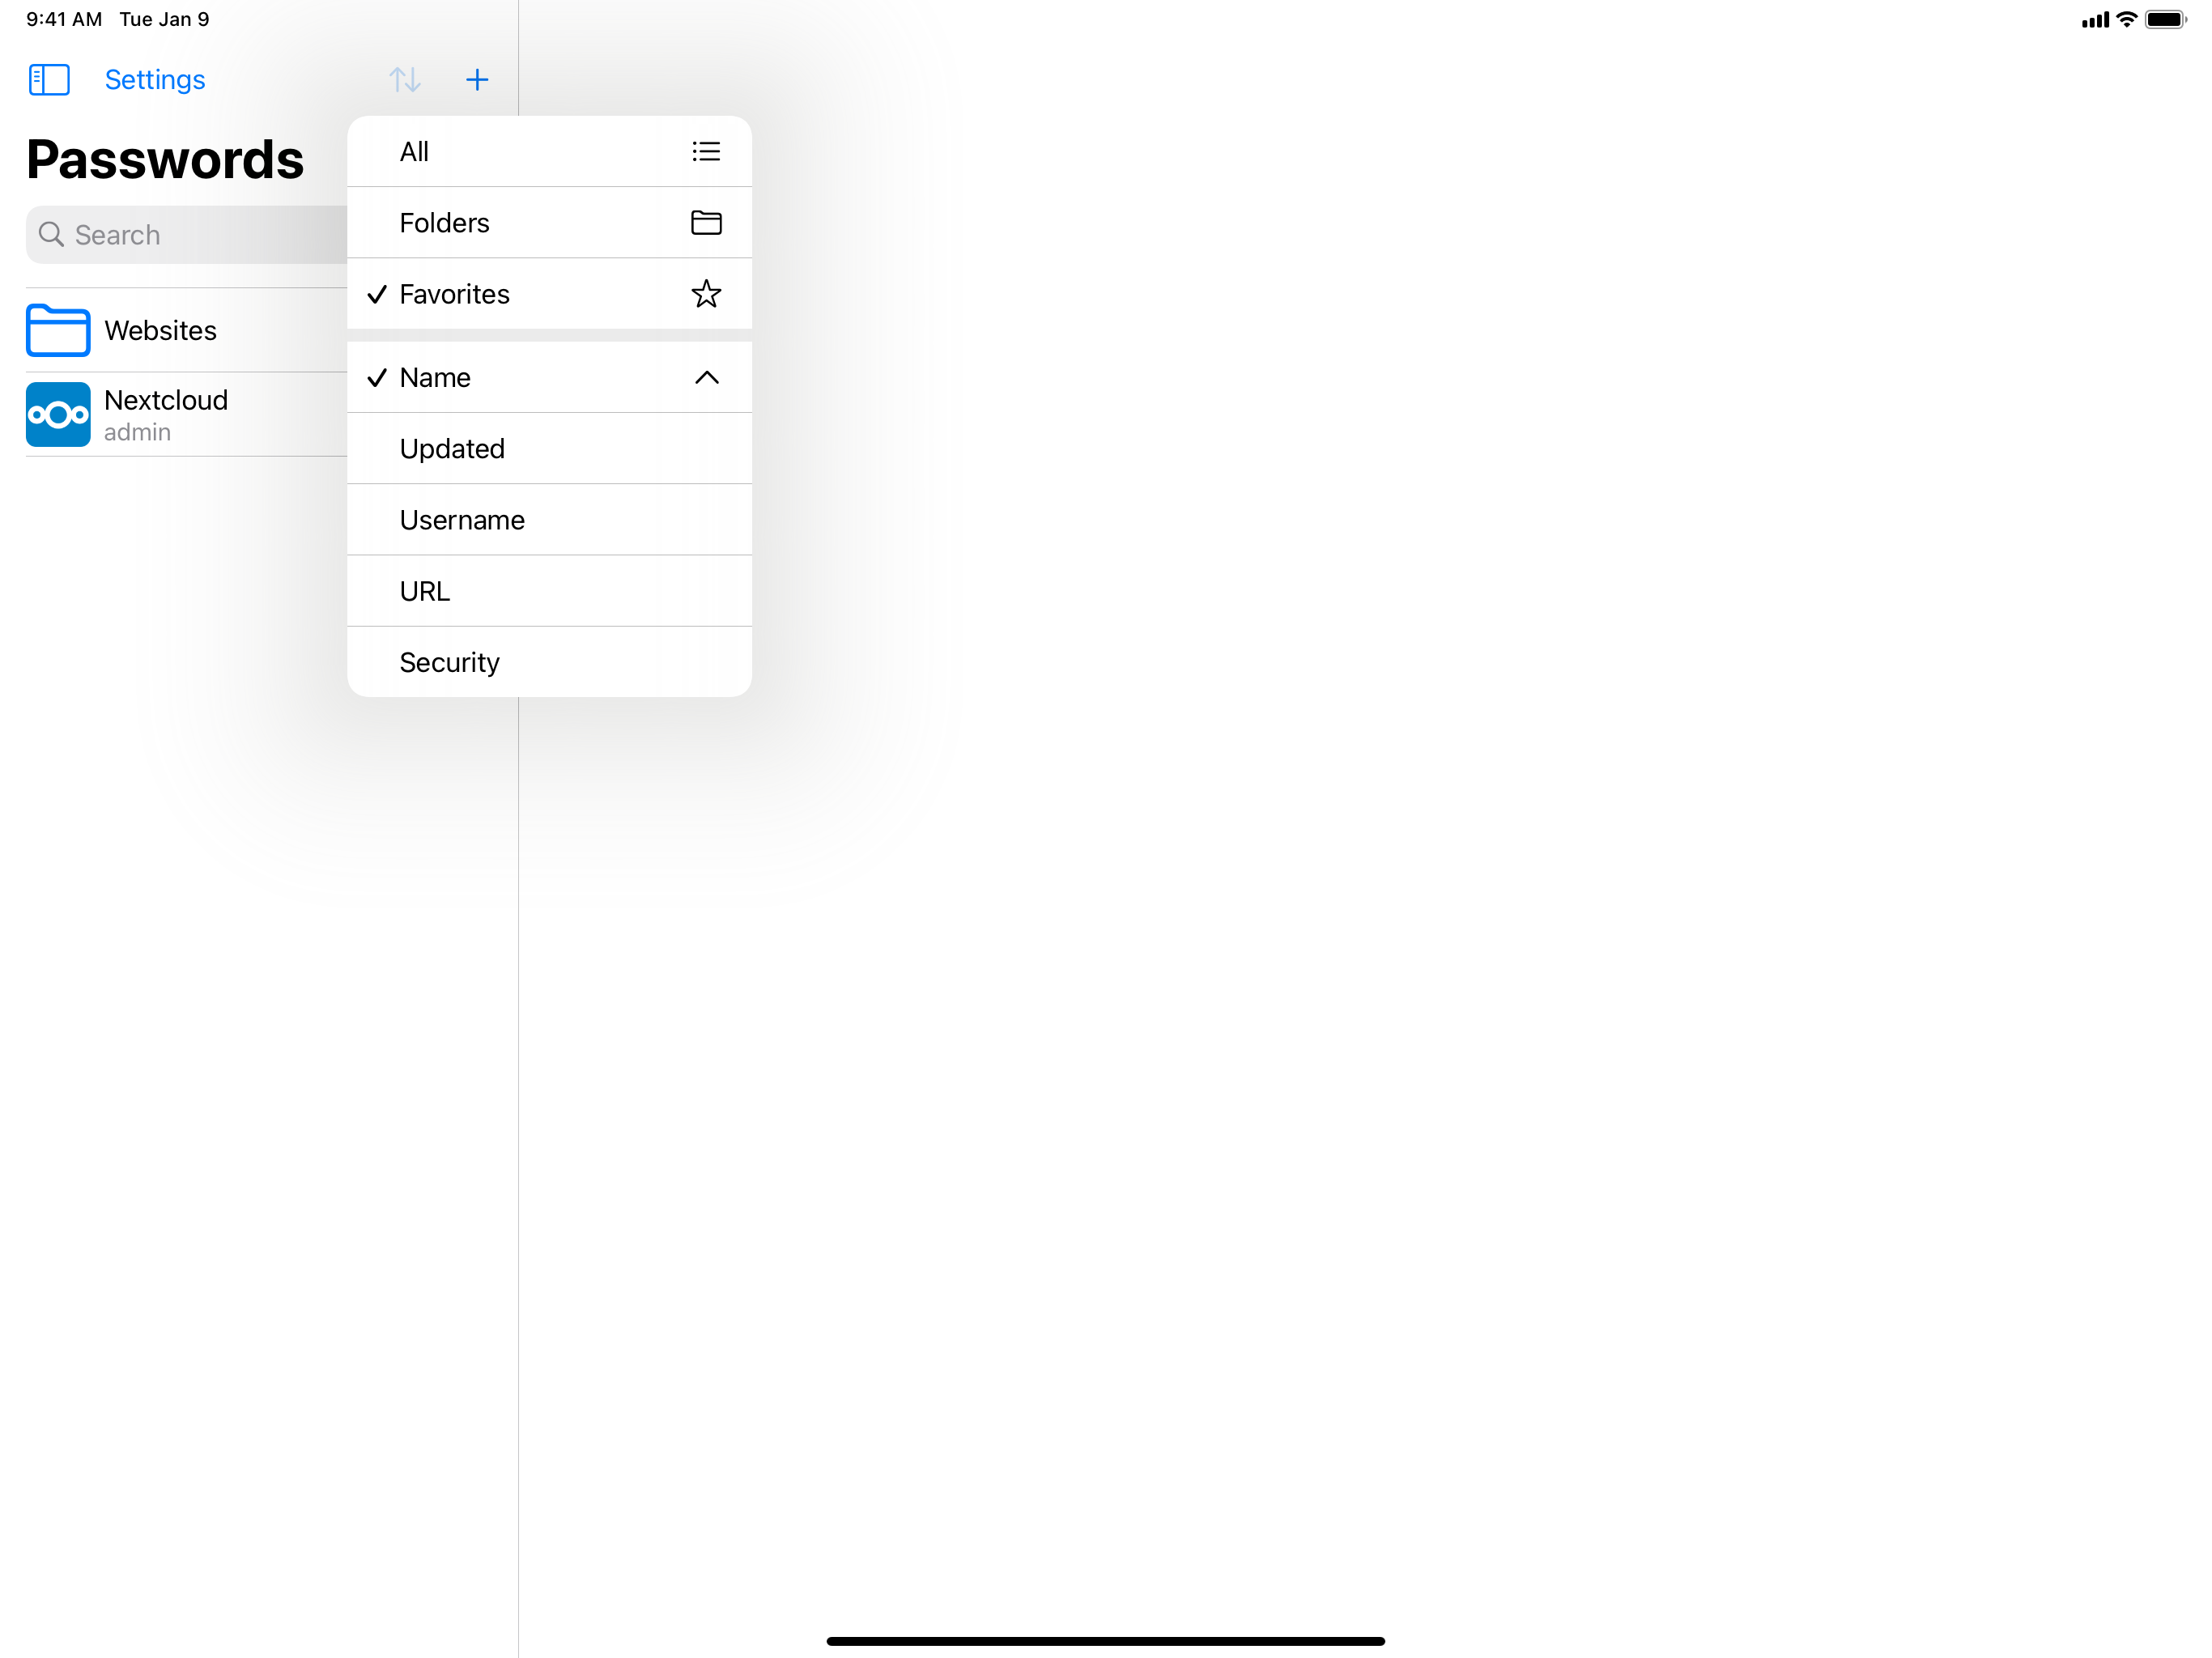 9:41 AM Tue Jan 9
Settings
Passwords
Search
Websites
Nextcloud
admin
All
Folders
Favorites
Name
Updated
Username
URL
Security